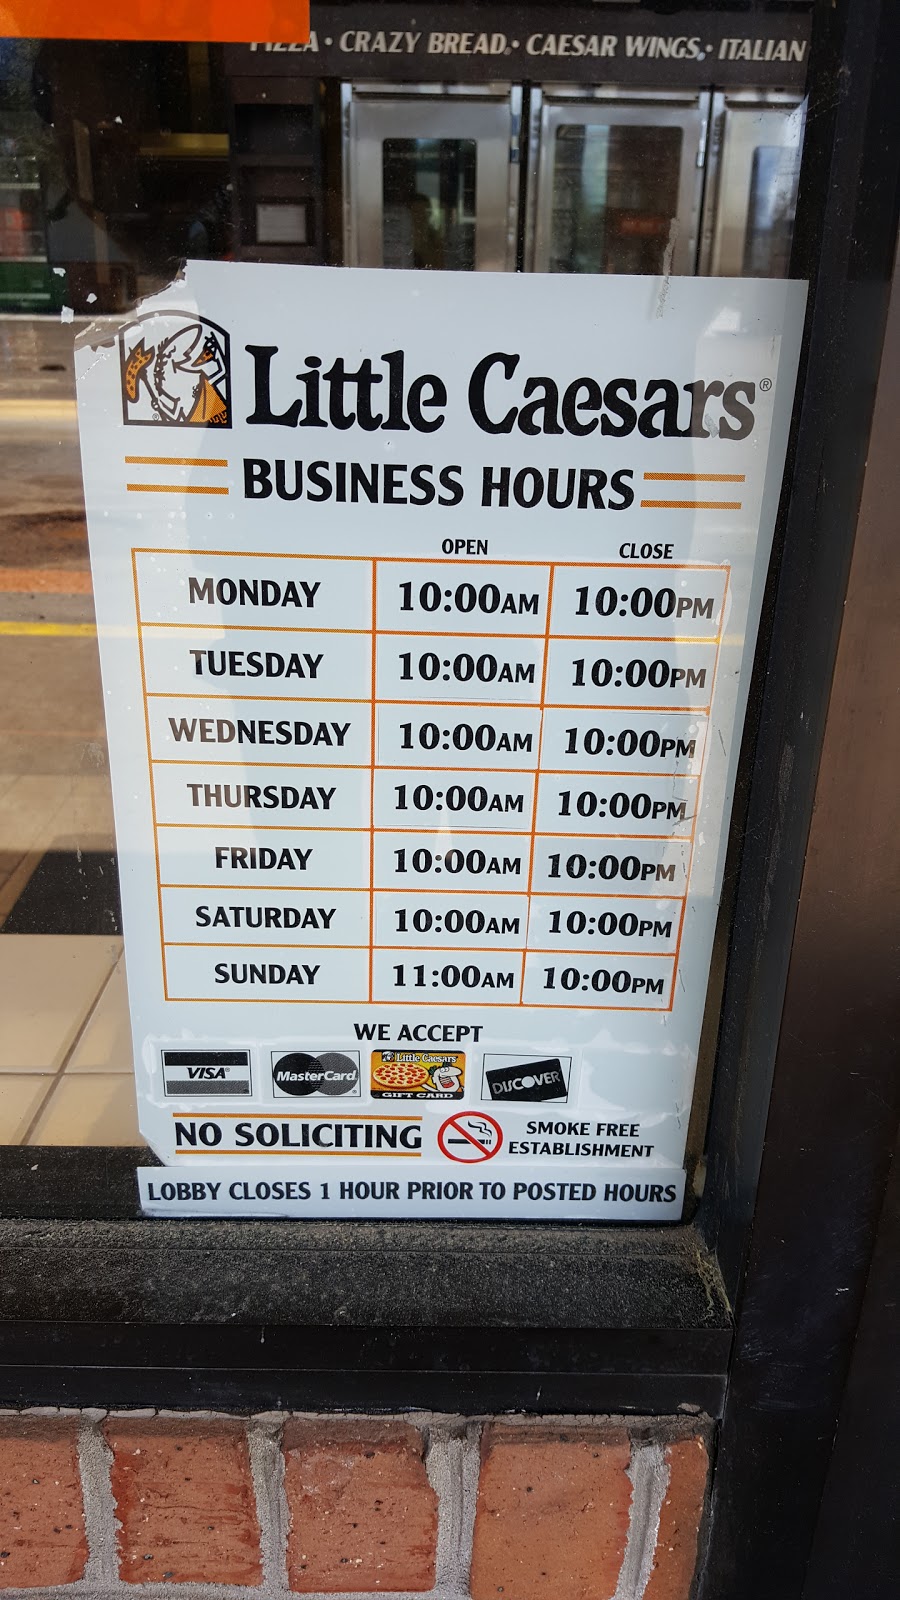 PIZZA • CRAZY BREAD • CAESAR WINGS • ITALIAN
Little Caesars®
BUSINESS HOURS
OPEN CLOSE
MONDAY 10:00AM 10:00PM
TUESDAY 10:00AM 10:00PM
WEDNESDAY 10:00AM 10:00PM
THURSDAY 10:00AM 10:00PM
FRIDAY 10:00AM 10:00PM
SATURDAY 10:00AM 10:00PM
SUNDAY 11:00AM 10:00PM
WE ACCEPT
VISA MasterCard Little Caesars GIFT CARD DISCOVER
NO SOLICITING
SMOKE FREE
ESTABLISHMENT
LOBBY CLOSES 1 HOUR PRIOR TO POSTED HOURS